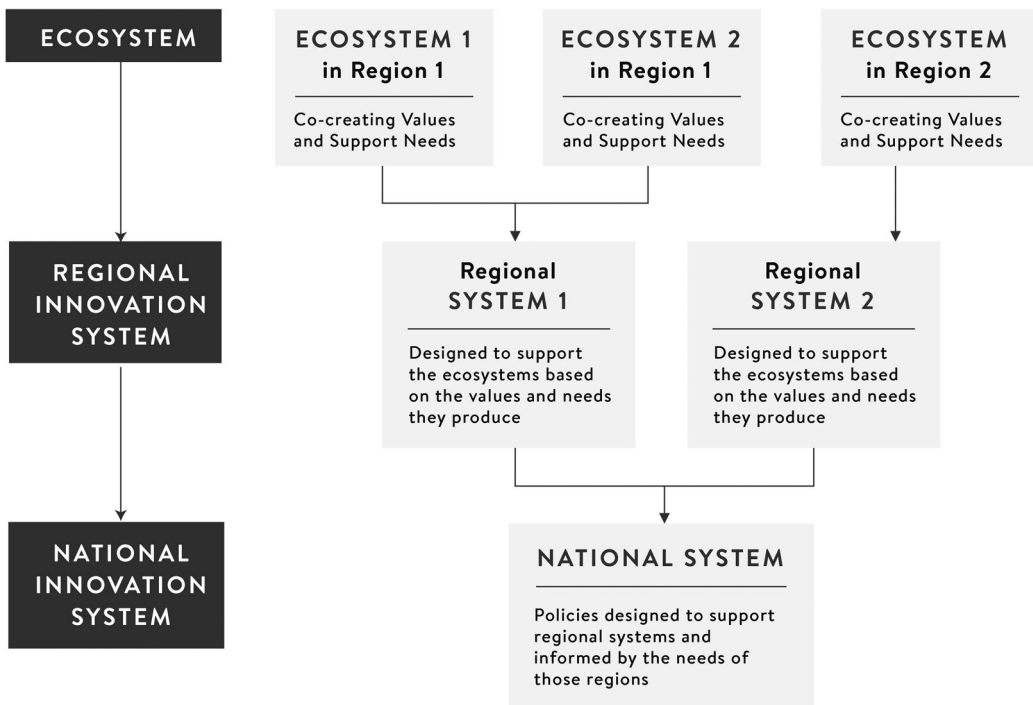 ECOSYSTEM
ECOSYSTEM 1
in Region 1
Co-creating Values
and Support Needs
ECOSYSTEM 2
in Region 1
Co-creating Values
and Support Needs
ECOSYSTEM
in Region 2
Co-creating Values
and Support Needs
REGIONAL
INNOVATION
SYSTEM
Regional
SYSTEM 1
Designed to support
the ecosystems based
on the values and needs
they produce
Regional
SYSTEM 2
Designed to support
the ecosystems based
on the values and needs
they produce
NATIONAL
INNOVATION
SYSTEM
NATIONAL SYSTEM
Policies designed to support
regional systems and
informed by the needs of
those regions